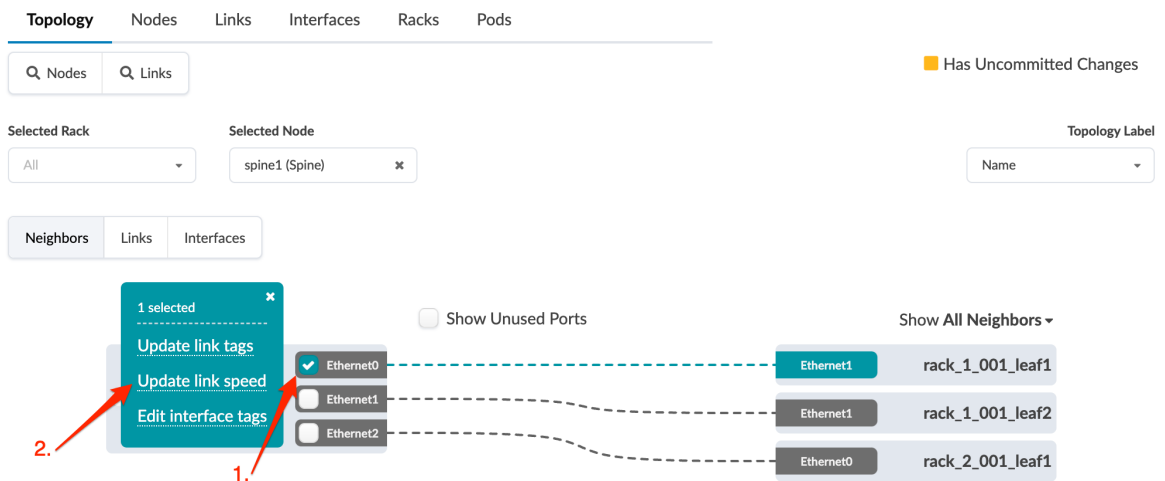 Topology Nodes Links Interfaces Racks Pods
Nodes Links
Has Uncommitted Changes
Selected Rack Selected Node Topology Label
All spine1 (Spine) Name
Neighbors Links Interfaces
1 selected
Show Unused Ports Show All Neighbors
Update link tags
Ethernet0 Ethernet1 rack_1_001_leaf1
Update link speed
Ethernet1 Ethernet1 rack_1_001_leaf2
Edit interface tags
Ethernet2 Ethernet0 rack_2_001_leaf1
2.
1.